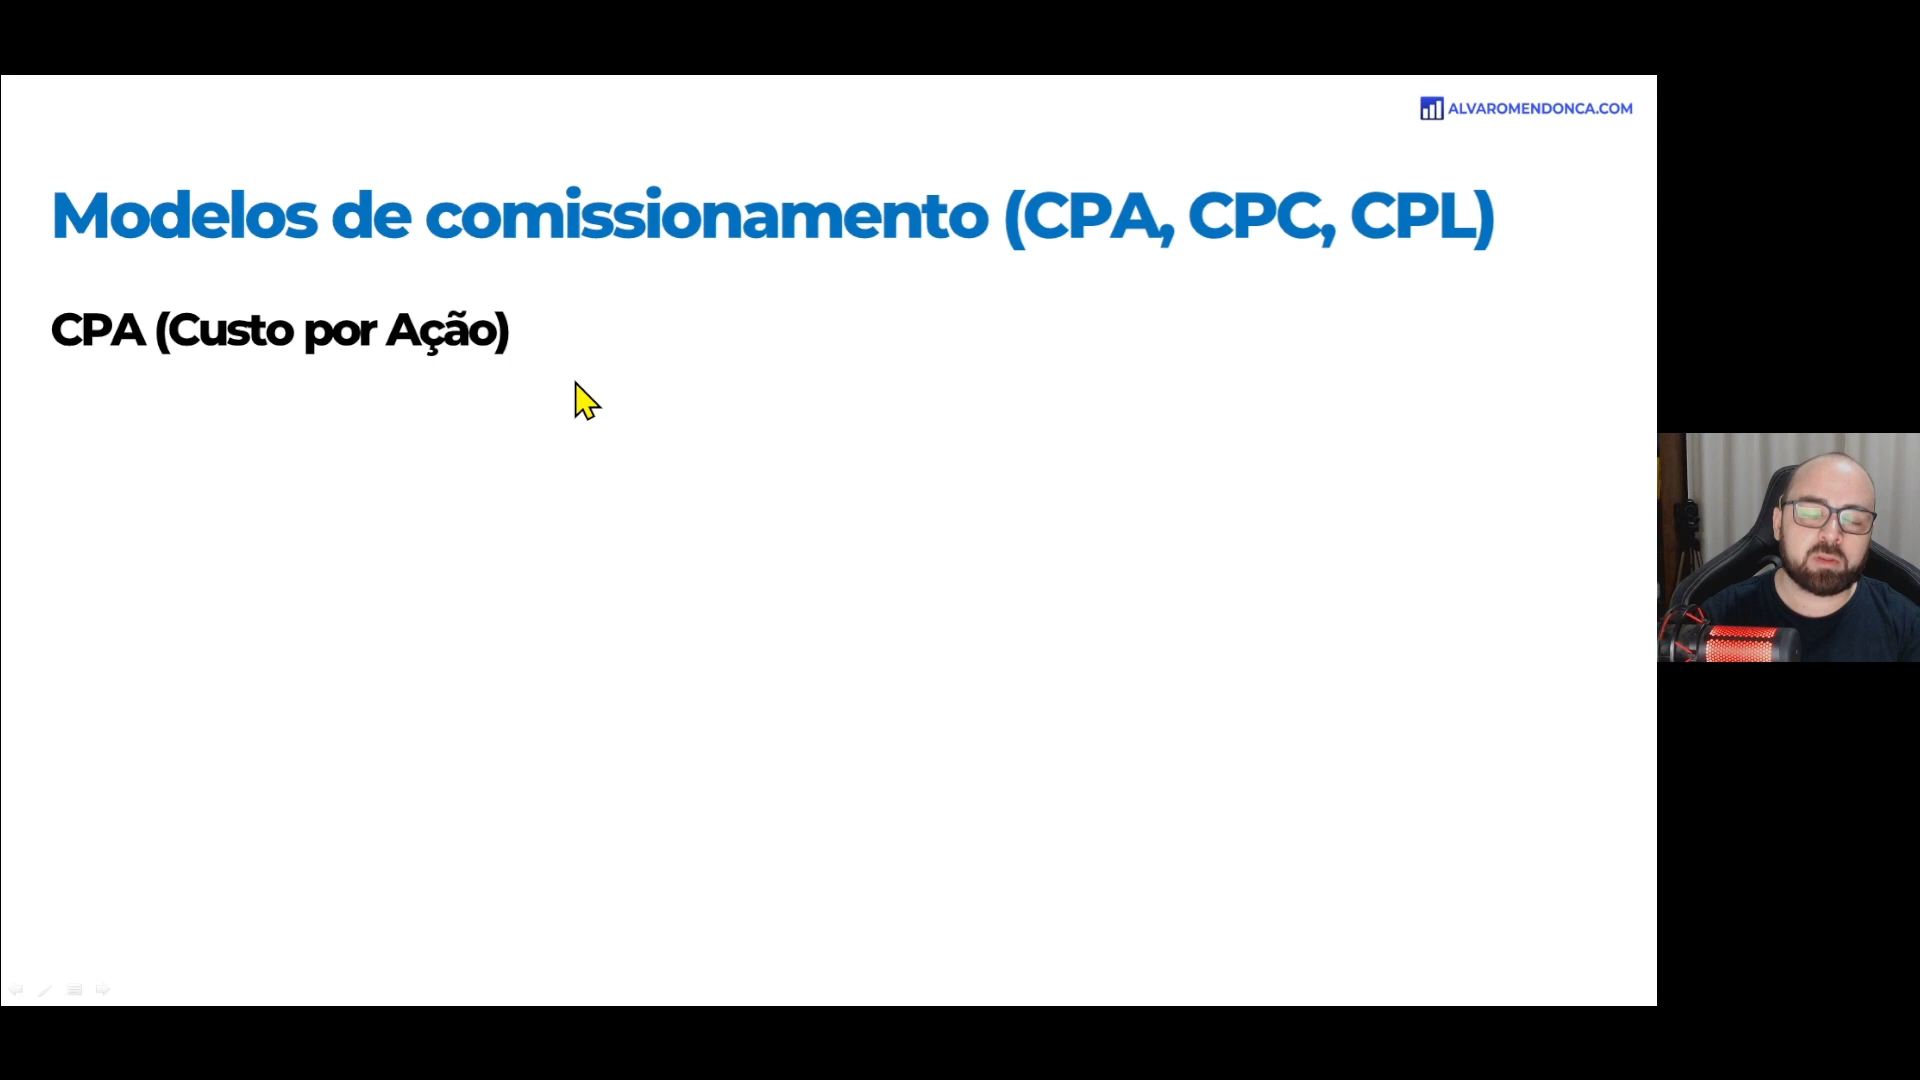 ALVAROMENDONCA.COM
Modelos de comissionamento (CPA, CPC, CPL)
CPA (Custo por Ação)